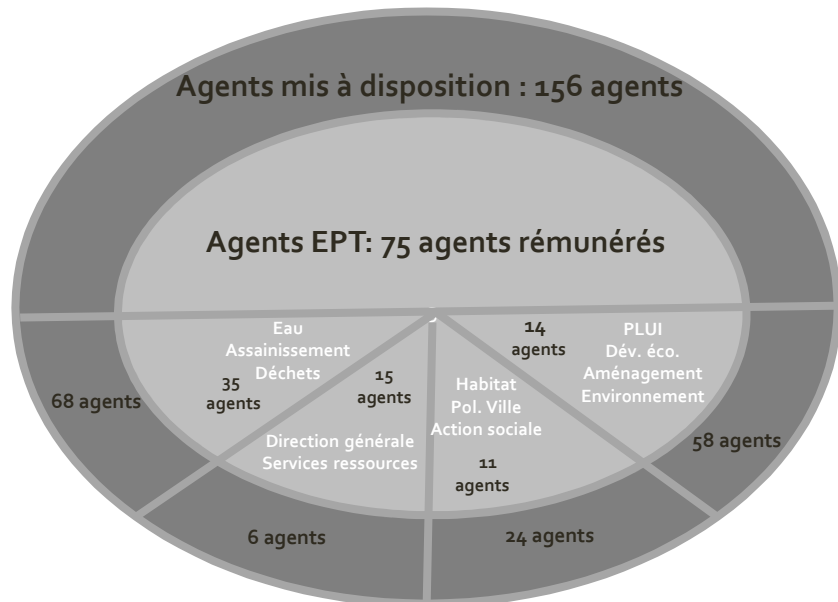 Agents mis à disposition : 156 agents
Agents EPT: 75 agents rémunérés
Eau
Assainissement
Déchets
35
agents
15
agents
Direction générale
Services ressources
Habitat
Pol. Ville
Action sociale
11
agents
14
agents
PLUI
Dév. éco.
Aménagement
Environnement
68 agents
6 agents
24 agents
58 agents